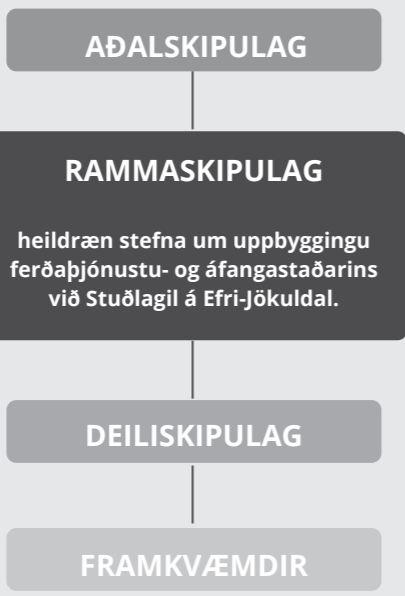 AÐALSKIPULAG
RAMMASKIPULAG
heildræn stefna um uppbyggingu
ferðaþjónustu- og áfangastaðarins
við Stuðlagil á Efri-Jökuldal.
DEILISKIPULAG
FRAMKVÆMDIR